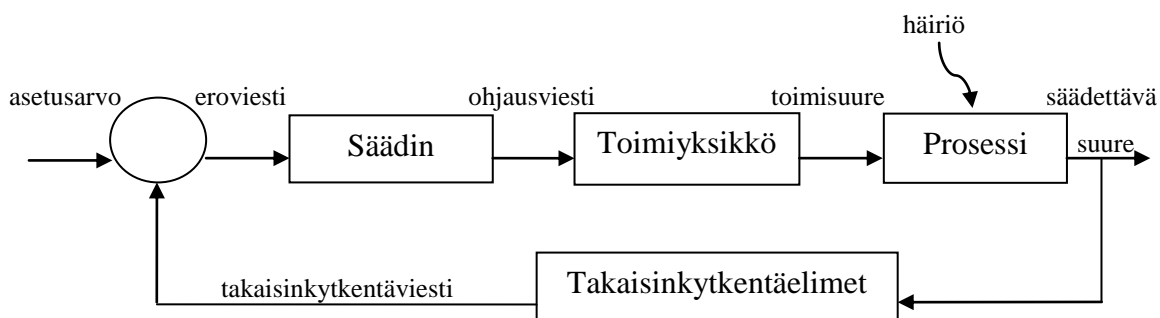 häiriö
asetusarvo eroviesti ohjausviesti toimisuure säädettävä
Säädin Toimiyksikkö Prosessi suure
takaisinkytkentäviesti Takaisinkytkentäelimet